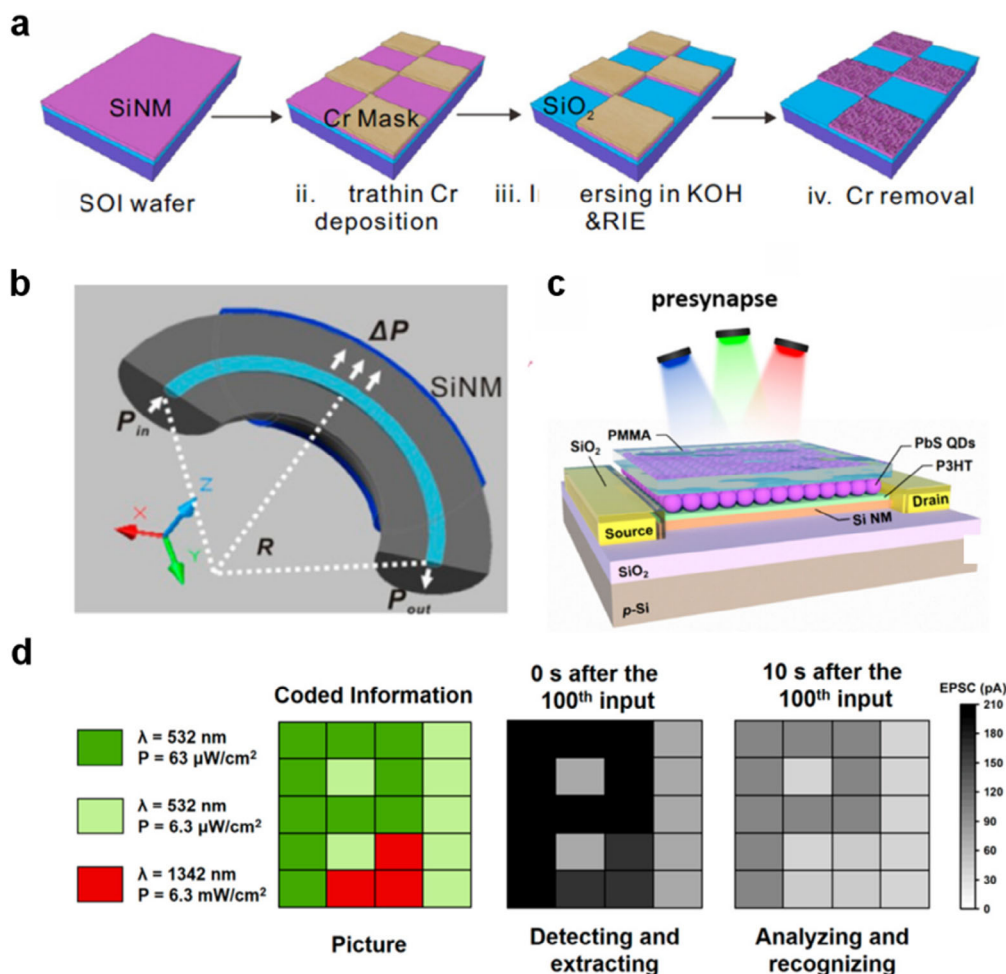 a
SiNM
Cr Mask
SiO2
SOI wafer
ii. trathin Cr
deposition
iii. I ersing in KOH
&RIE
iv. Cr removal
b
ΔP
SiNM
Pin
Z
X
Y
R
Pout
c
presynapse
PMMA
SiO2
PbS QDs
P3HT
Drain
Si NM
Source
SiO2
p-Si
d
Coded Information
0 s after the
100th input
10 s after the
100th input
EPSC (pA)
λ = 532 nm
P = 63 μW/cm2
λ = 532 nm
P = 6.3 μW/cm2
λ = 1342 nm
P = 6.3 mW/cm2
210
180
150
120
90
60
30
0
Picture
Detecting and
extracting
Analyzing and
recognizing